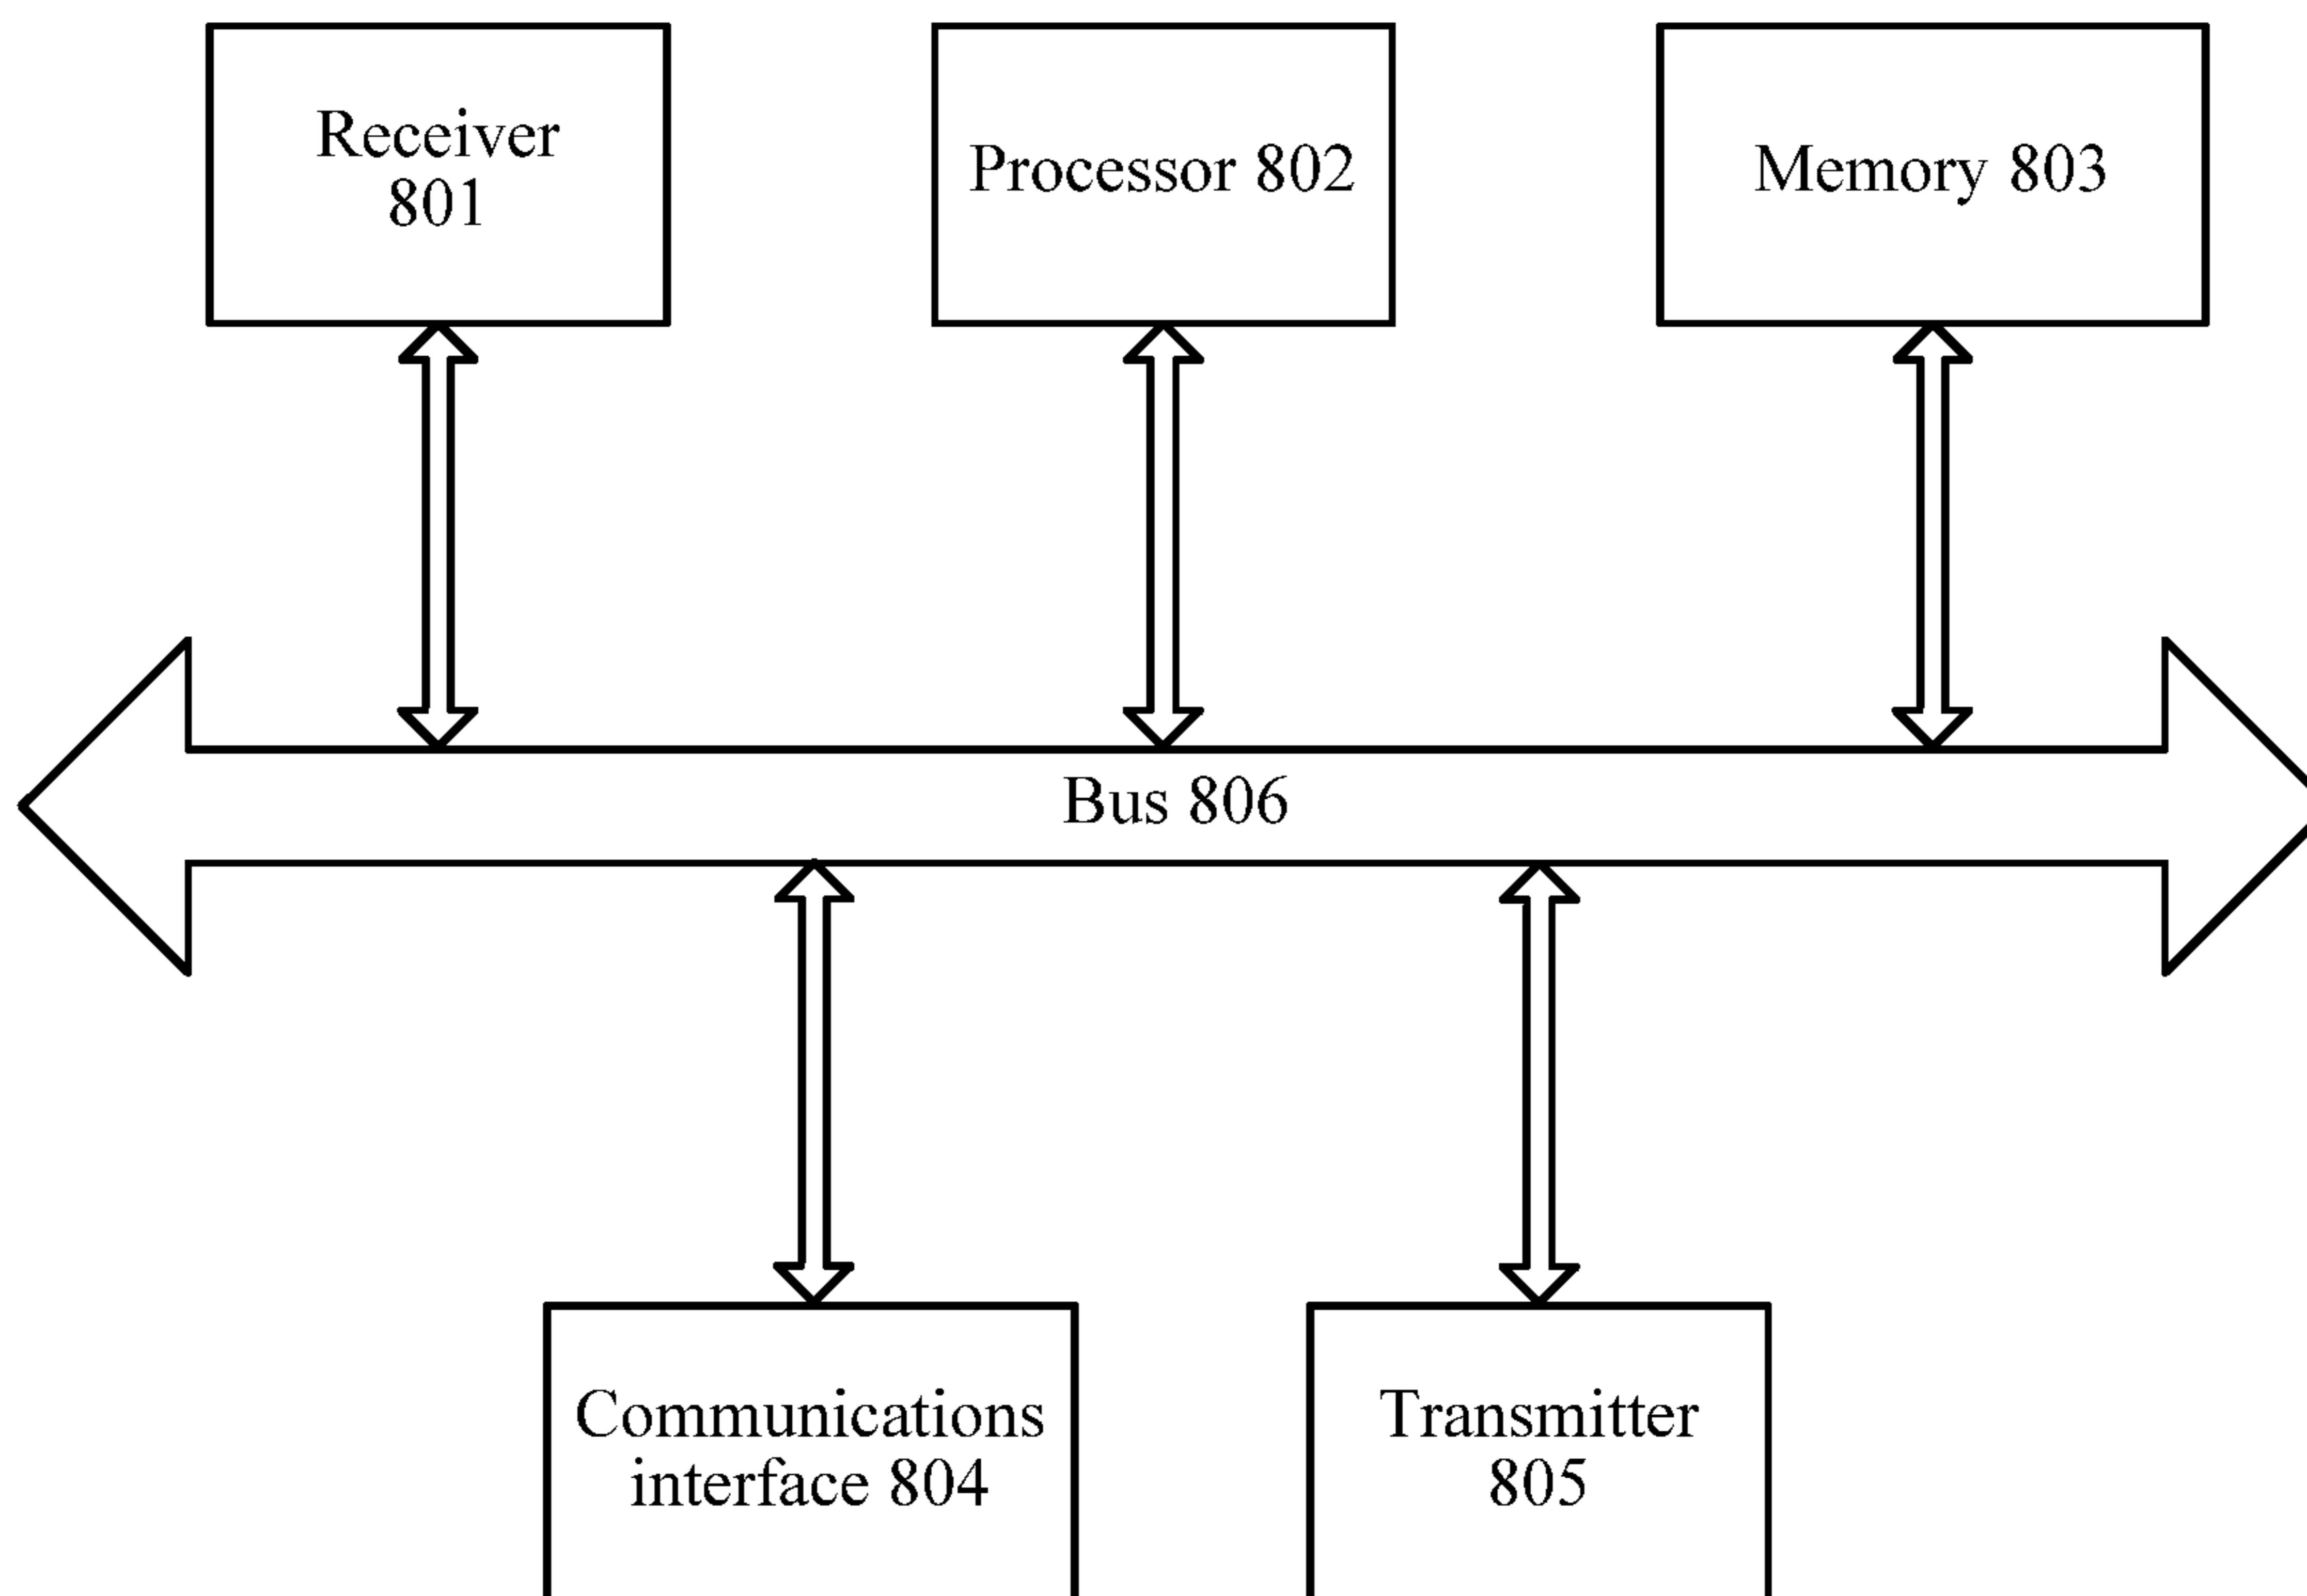 Receiver
801
Processor 802
Memory 803
Bus 806
Communications
interface 804
Transmitter
805